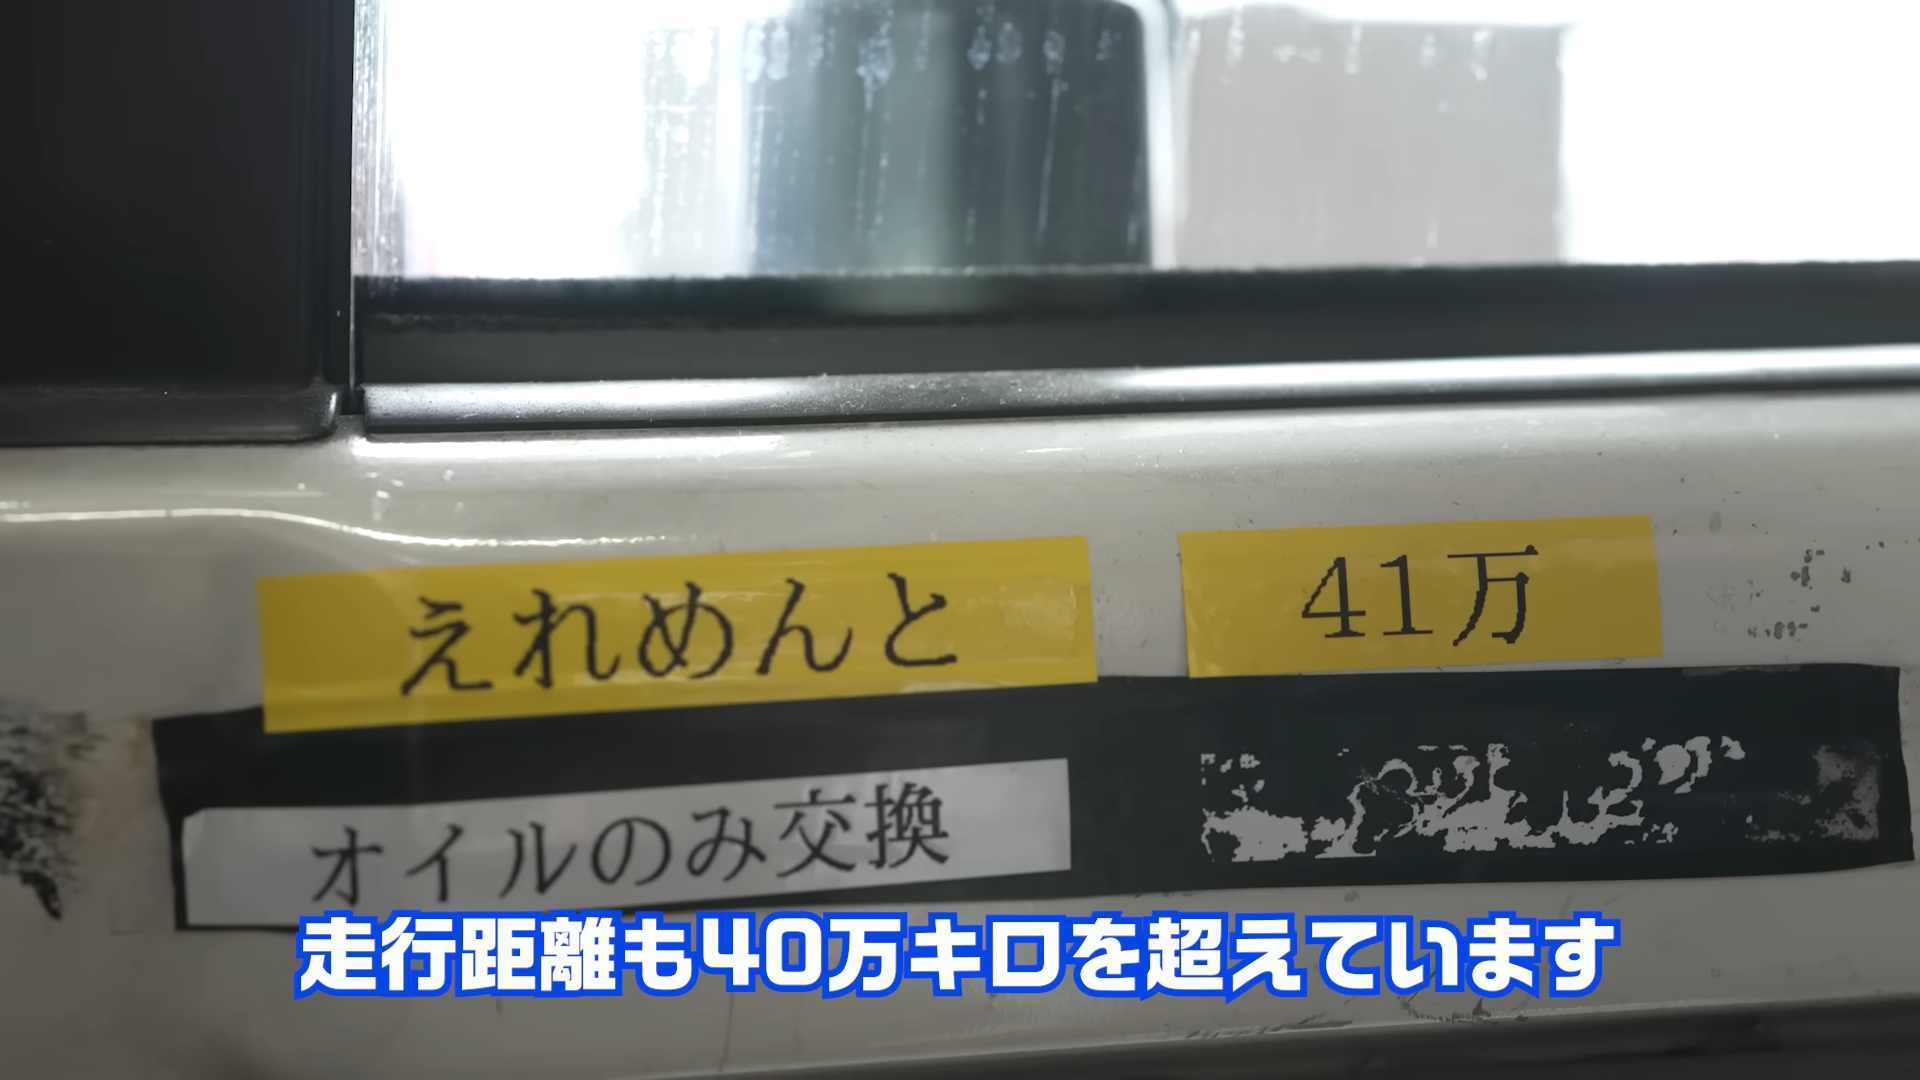 えれめんと
41万
オイルのみ交換
走行距離も40万キロを超えています